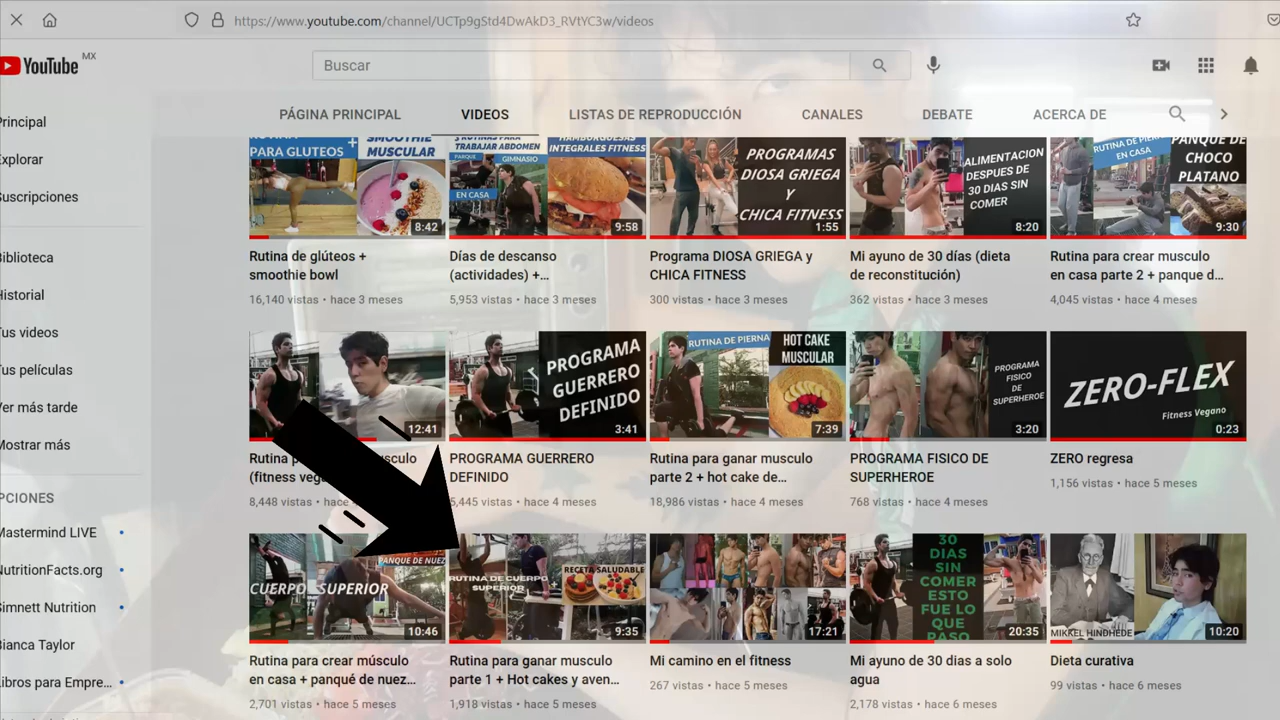 https://www.youtube.com/channel/UCTp9gStd4DwAkD3_RVtYC3w/videos
YouTube MX
Buscar
PÁGINA PRINCIPAL
VIDEOS
LISTAS DE REPRODUCCIÓN
CANALES
DEBATE
ACERCA DE
Principal
Explorar
Suscripciones
Biblioteca
Historial
Tus videos
Tus películas
Ver más tarde
Mostrar más
PCIONES
Mastermind LIVE
NutritionFacts.org
Simnett Nutrition
Bianca Taylor
Libros para Empre...
PARA GLUTEOS +
SMOOTHIE
MUSCULAR
8:42
Rutina de glúteos +
smoothie bowl
16,140 vistas • hace 3 meses
TRABAJAR ABDOMEN
PARQUE
GIMNASIO
EN CASA
HAMBURGUESAS
INTEGRALES FITNESS
9:58
Días de descanso
(actividades) +...
5,953 vistas • hace 3 meses
PROGRAMAS
DIOSA GRIEGA
Y
CHICA FITNESS
1:55
Programa DIOSA GRIEGA y
CHICA FITNESS
300 vistas • hace 3 meses
ALIMENTACION
DESPUES DE
30 DIAS SIN
COMER
8:20
Mi ayuno de 30 días (dieta
de reconstitución)
362 vistas • hace 3 meses
RUTINA DE PIERNA
EN CASA
PANQUE DE
CHOCO
PLATANO
9:30
Rutina para crear musculo
en casa parte 2 + panque d...
4,045 vistas • hace 4 meses
12:41
Rutina p
usculo
(fitness veg
8,448 vistas • hace
PROGRAMA
GUERRERO
DEFINIDO
3:41
PROGRAMA GUERRERO
DEFINIDO
5,445 vistas • hace 4 meses
RUTINA DE PIERNA
HOT CAKE
MUSCULAR
7:39
Rutina para ganar musculo
parte 2 + hot cake de...
18,986 vistas • hace 4 meses
PROGRAMA
FISICO
DE
SUPERHEROE
3:20
PROGRAMA FISICO DE
SUPERHEROE
768 vistas • hace 4 meses
ZERO-FLEX
Fitness Vegano
0:23
ZERO regresa
1,156 vistas • hace 5 meses
PANQUE DE NUEZ
CUERPO SUPERIOR
10:46
Rutina para crear músculo
en casa + panqué de nuez...
2,701 vistas • hace 5 meses
RUTINA DE CUERPO
SUPERIOR
RECETA SALUDABLE
9:35
Rutina para ganar musculo
parte 1 + Hot cakes y aven...
1,918 vistas • hace 5 meses
17:21
Mi camino en el fitness
267 vistas • hace 5 meses
30
DIAS
SIN
COMER
ESTO
FUE LO
QUE
PASO
20:35
Mi ayuno de 30 dias a solo
agua
2,178 vistas • hace 6 meses
MIKKEL HINDHEDE
10:20
Dieta curativa
99 vistas • hace 6 meses